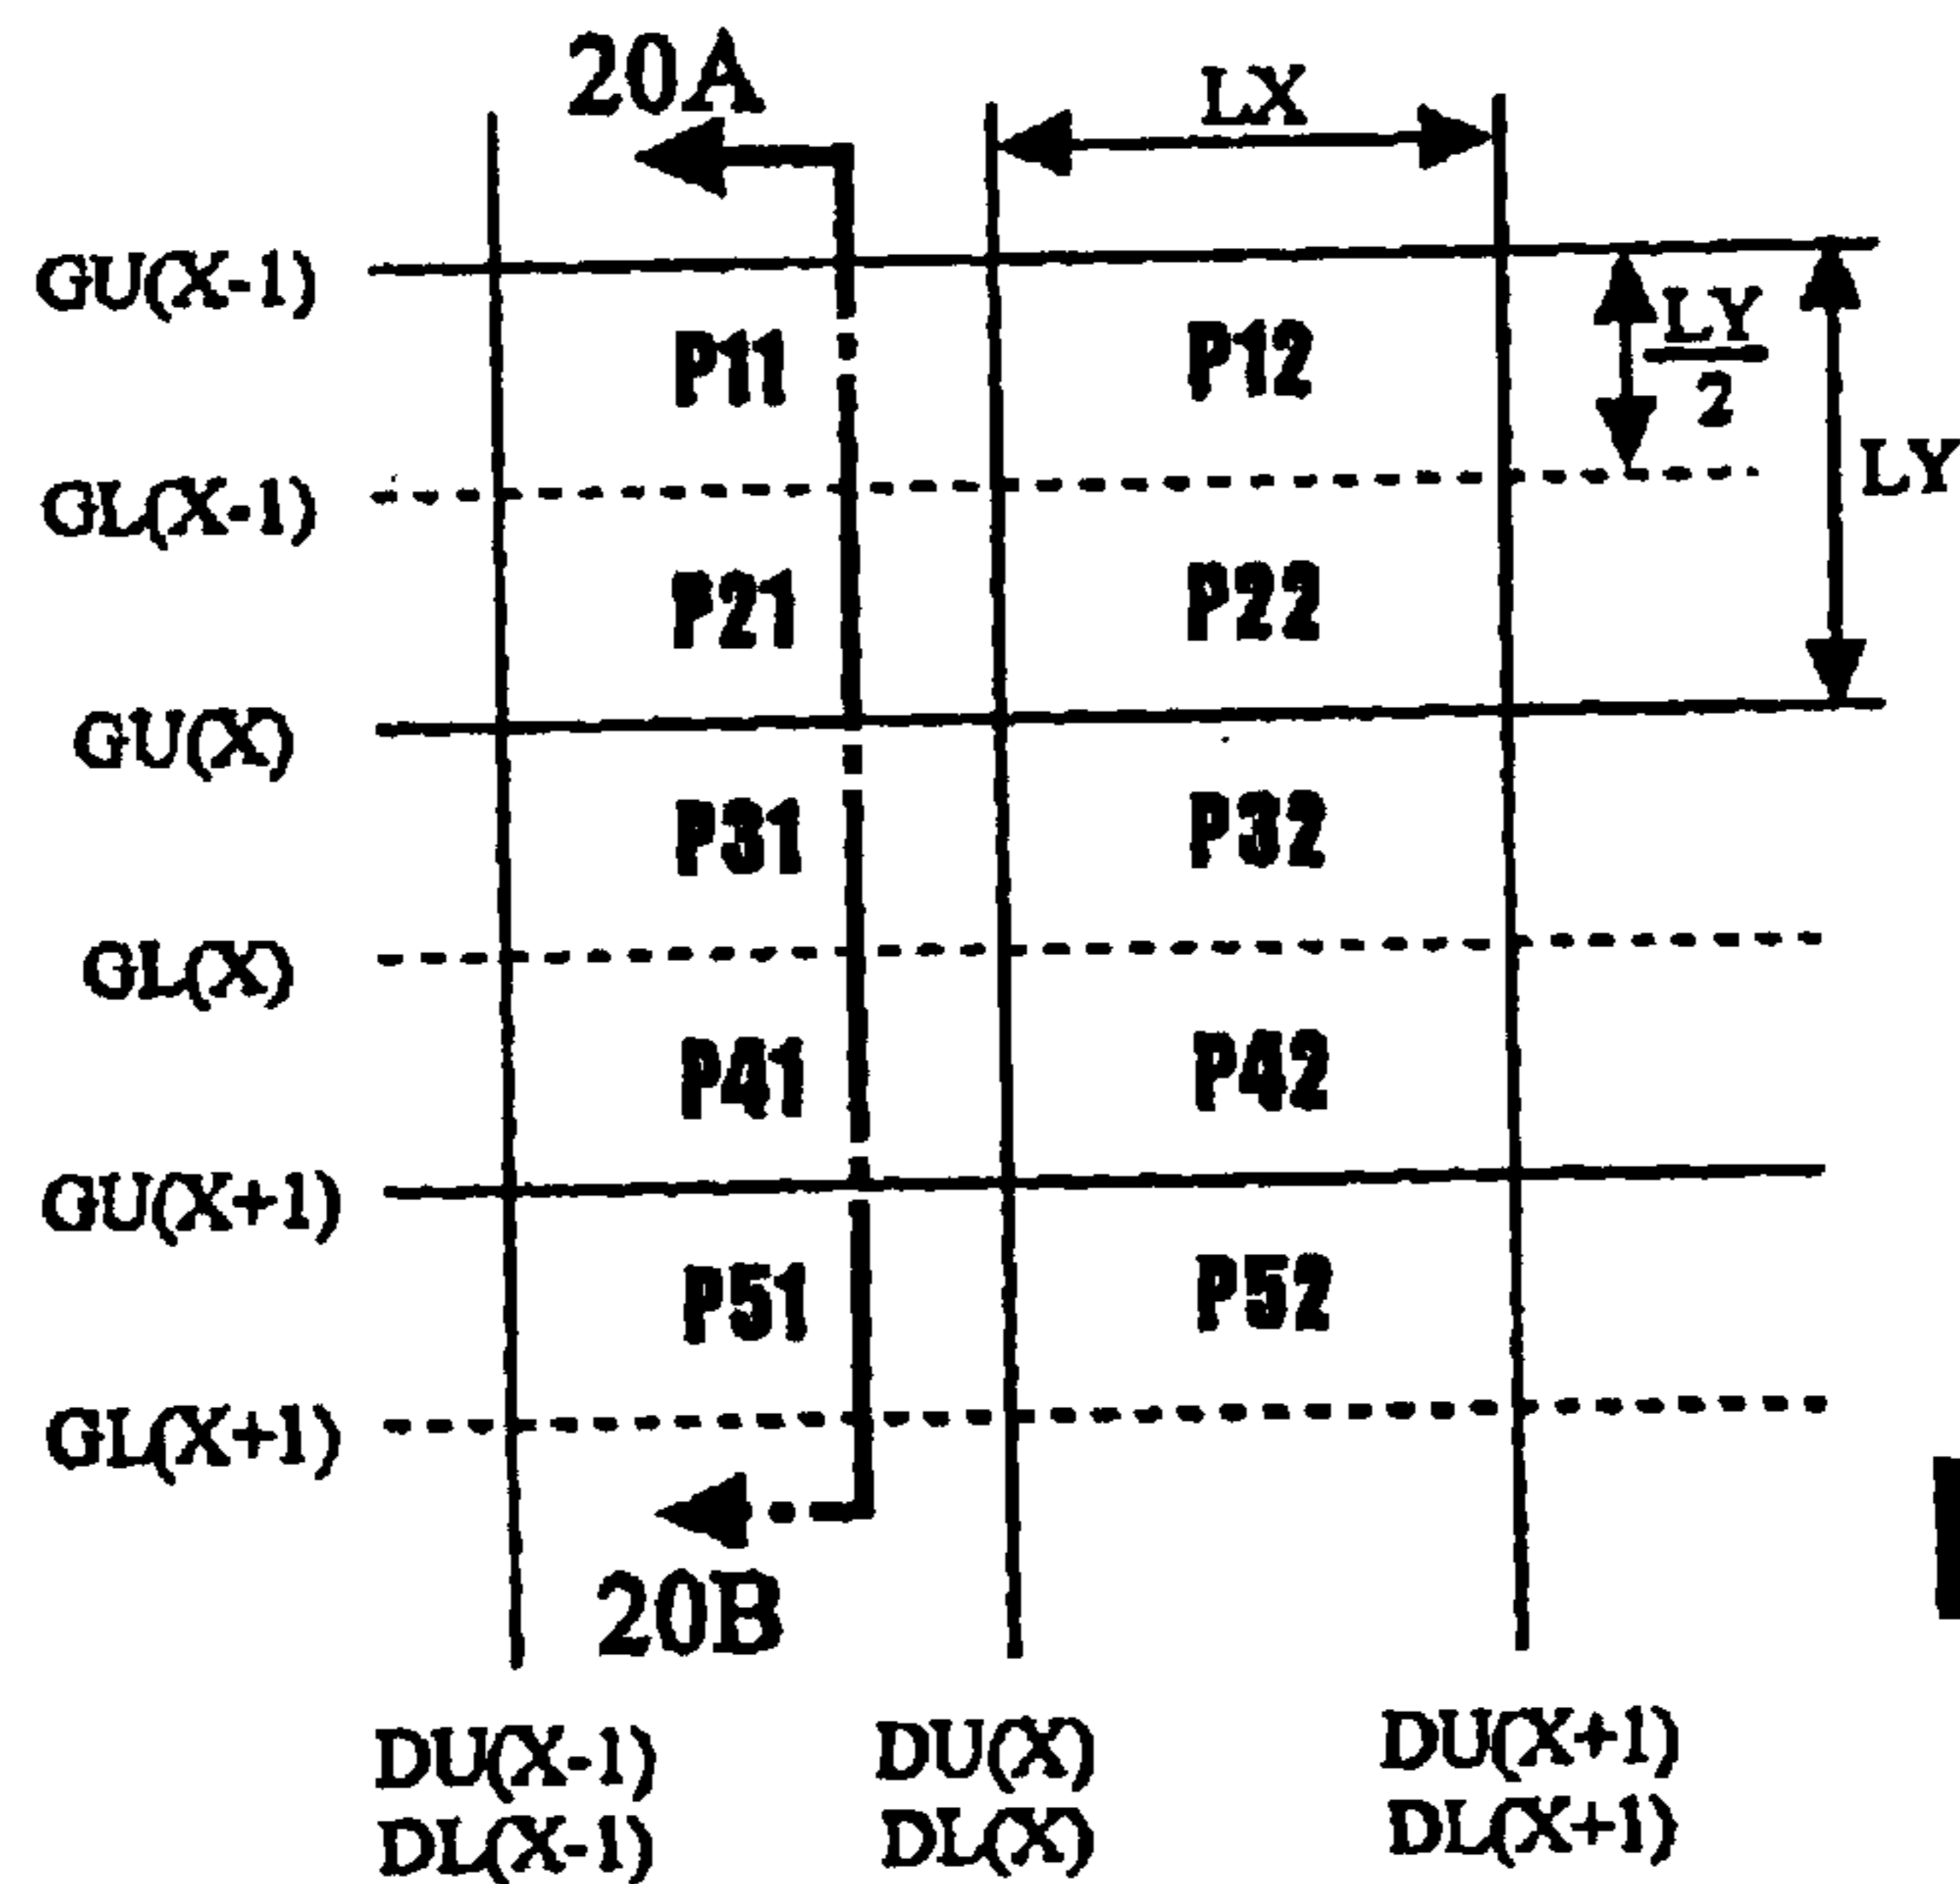 20A
LX
GU(X-1)
P11
P12
LY
2
GL(X-1)
LY
P21
P22
GU(X)
P31
P32
GL(X)
P41
P42
GU(X+1)
P51
P52
GL(X+1)
20B
DU(X-1)
DU(X)
DU(X+1)
DL(X-1)
DL(X)
DL(X+1)